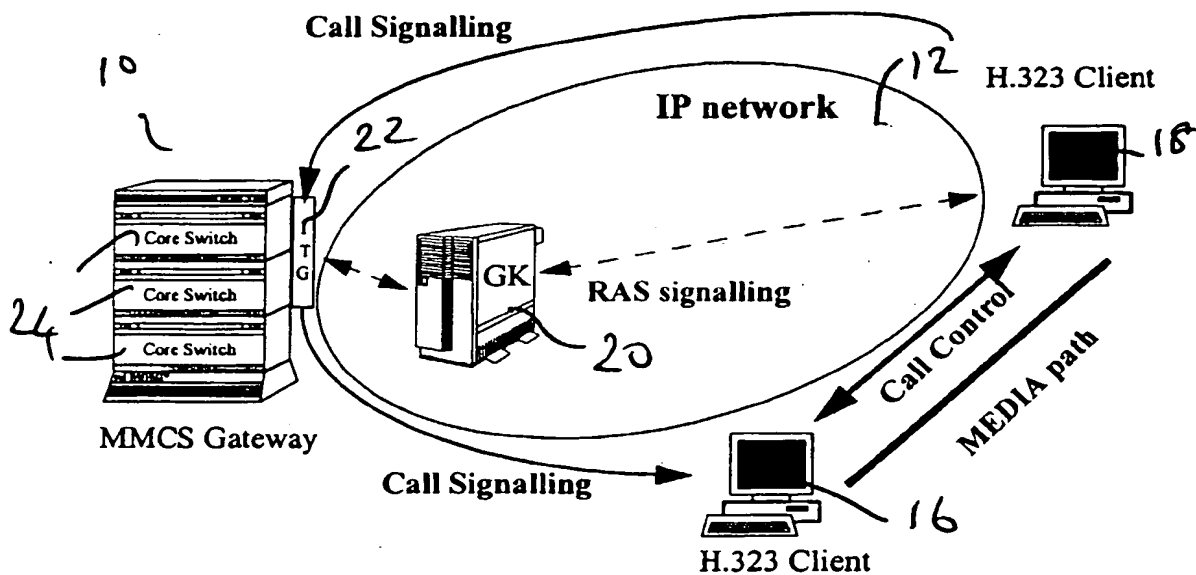 Call Signalling
10
12
H.323 Client
IP network
22
18
Core Switch
ITG
GK
RAS signalling
Core Switch
24
20
Core Switch
Call Control
MEDIA path
MMCS Gateway
Call Signalling
16
H.323 Client